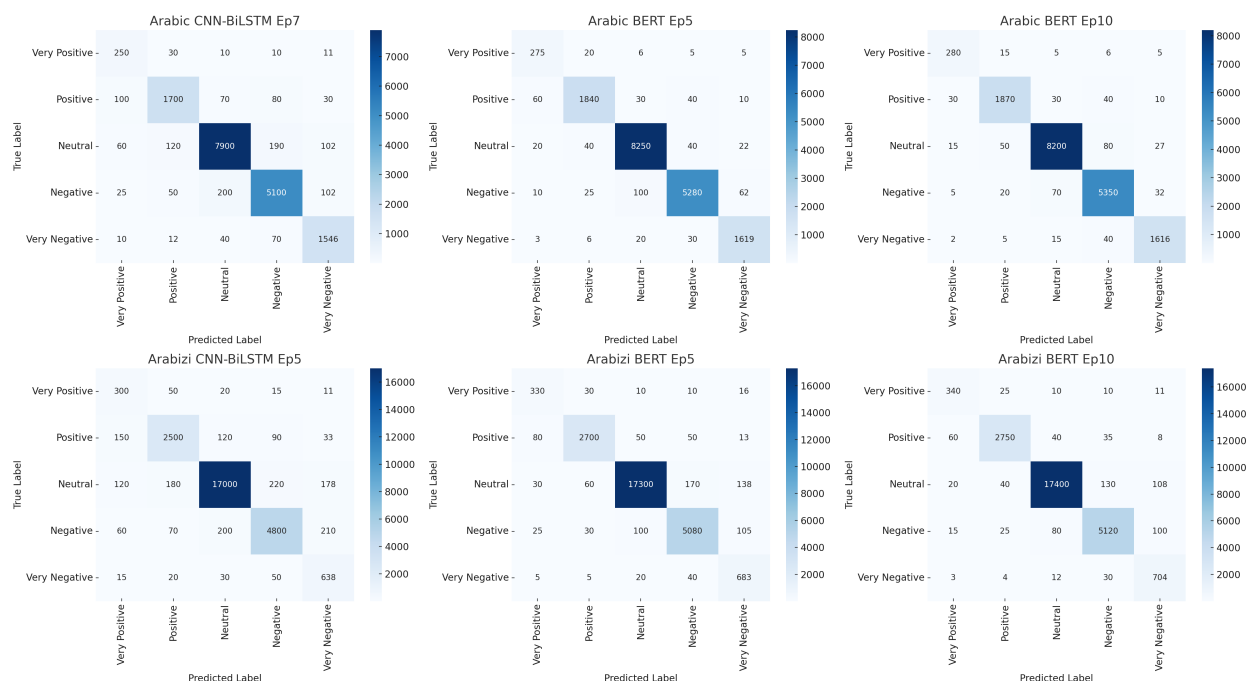 Arabic CNN-BiLSTM Ep7
True Label
Very Positive 250 30 10 10 11
Positive 100 1700 70 80 30
Neutral 60 120 7900 190 102
Negative 25 50 200 5100 102
Very Negative 10 12 40 70 1546
Very Positive Positive Neutral Negative Very Negative
Predicted Label
7000
6000
5000
4000
3000
2000
1000
Arabic BERT Ep5
True Label
Very Positive 275 20 6 5 5
Positive 60 1840 30 40 10
Neutral 20 40 8250 40 22
Negative 10 25 100 5280 62
Very Negative 3 6 20 30 1619
Very Positive Positive Neutral Negative Very Negative
Predicted Label
8000
7000
6000
5000
4000
3000
2000
1000
Arabic BERT Ep10
True Label
Very Positive 280 15 5 6 5
Positive 30 1870 30 40 10
Neutral 15 50 8200 80 27
Negative 5 20 70 5350 32
Very Negative 2 5 15 40 1616
Very Positive Positive Neutral Negative Very Negative
Predicted Label
8000
7000
6000
5000
4000
3000
2000
1000
Arabizi CNN-BiLSTM Ep5
True Label
Very Positive 300 50 20 15 11
Positive 150 2500 120 90 33
Neutral 120 180 17000 220 178
Negative 60 70 200 4800 210
Very Negative 15 20 30 50 638
Very Positive Positive Neutral Negative Very Negative
Predicted Label
16000
14000
12000
10000
8000
6000
4000
2000
Arabizi BERT Ep5
True Label
Very Positive 330 30 10 10 16
Positive 80 2700 50 50 13
Neutral 30 60 17300 170 138
Negative 25 30 100 5080 105
Very Negative 5 5 20 40 683
Very Positive Positive Neutral Negative Very Negative
Predicted Label
16000
14000
12000
10000
8000
6000
4000
2000
Arabizi BERT Ep10
True Label
Very Positive 340 25 10 10 11
Positive 60 2750 40 35 8
Neutral 20 40 17400 130 108
Negative 15 25 80 5120 100
Very Negative 3 4 12 30 704
Very Positive Positive Neutral Negative Very Negative
Predicted Label
16000
14000
12000
10000
8000
6000
4000
2000